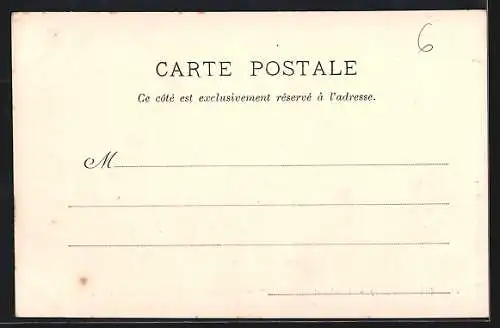 6
CARTE POSTALE
Ce côté est exclusivement réservé à l'adresse.
M